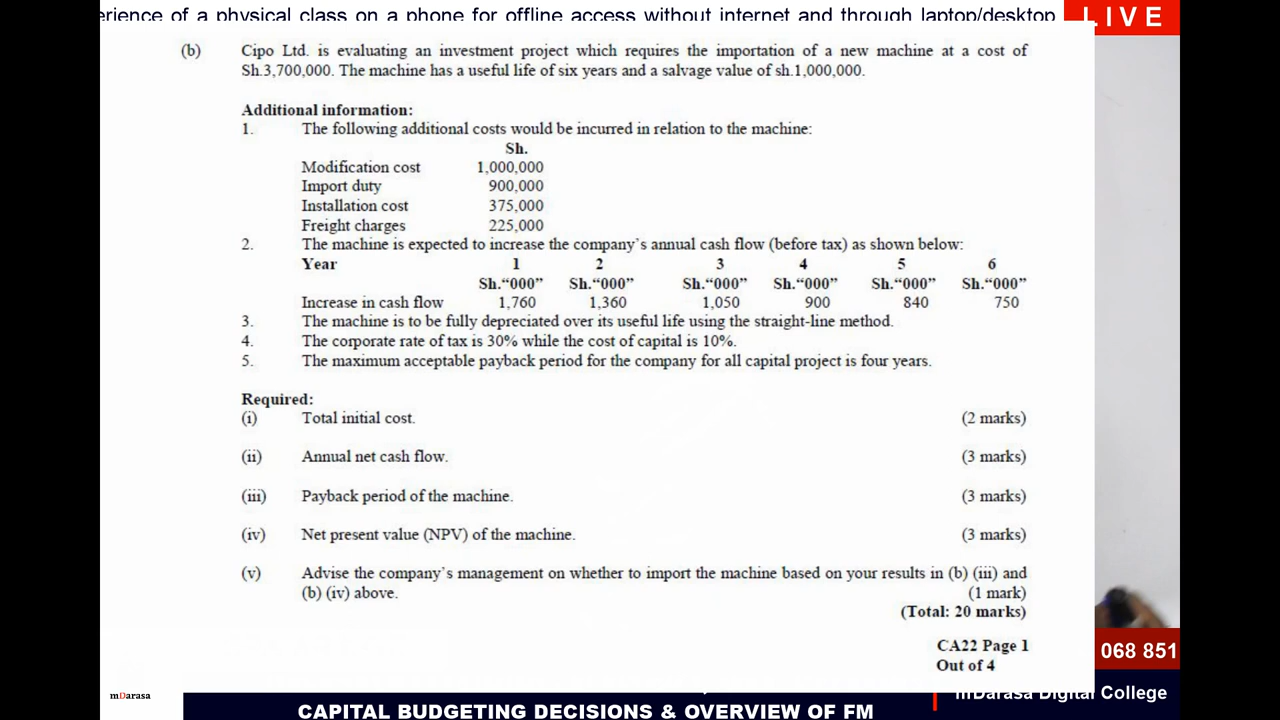 erience of a physical class on a phone for offline access without internet and through laptop/desktop
LIVE
(b) Cipo Ltd. is evaluating an investment project which requires the importation of a new machine at a cost of
Sh.3,700,000. The machine has a useful life of six years and a salvage value of sh.1,000,000.
Additional information:
1. The following additional costs would be incurred in relation to the machine:
Sh.
Modification cost 1,000,000
Import duty 900,000
Installation cost 375,000
Freight charges 225,000
2. The machine is expected to increase the company's annual cash flow (before tax) as shown below:
Year 1 2 3 4 5 6
Sh."000" Sh."000" Sh."000" Sh."000" Sh."000" Sh."000"
Increase in cash flow 1,760 1,360 1,050 900 840 750
3. The machine is to be fully depreciated over its useful life using the straight-line method.
4. The corporate rate of tax is 30% while the cost of capital is 10%.
5. The maximum acceptable payback period for the company for all capital project is four years.
Required:
(i) Total initial cost. (2 marks)
(ii) Annual net cash flow. (3 marks)
(iii) Payback period of the machine. (3 marks)
(iv) Net present value (NPV) of the machine. (3 marks)
(v) Advise the company's management on whether to import the machine based on your results in (b) (iii) and
(b) (iv) above. (1 mark)
(Total: 20 marks)
CA22 Page 1
Out of 4
068 851
mDarasa
mDarasa Digital College
CAPITAL BUDGETING DECISIONS & OVERVIEW OF FM